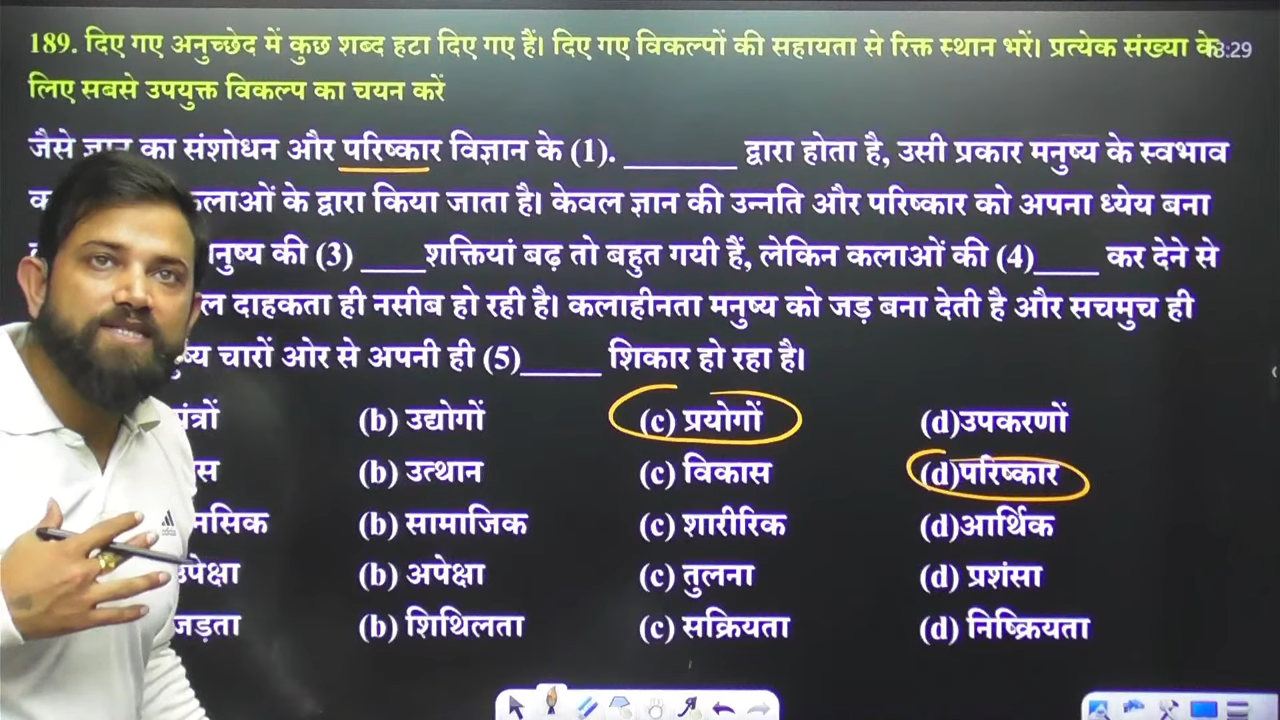 189. दिए गए अनुच्छेद में कुछ शब्द हटा दिए गए हैं। दिए गए विकल्पों की सहायता से रिक्त स्थान भरें। प्रत्येक संख्या के :29
लिए सबसे उपयुक्त विकल्प का चयन करें
जैसे ज्ञान का संशोधन और परिष्कार विज्ञान के (1). ________ द्वारा होता है, उसी प्रकार मनुष्य के स्वभाव
कलाओं के द्वारा किया जाता है। केवल ज्ञान की उन्नति और परिष्कार को अपना ध्येय बना
की (3) ____शक्तियां बढ़ तो बहुत गयी हैं, लेकिन कलाओं की (4)____ कर देने से
दाहकता ही नसीब हो रही है। कलाहीनता मनुष्य को जड़ बना देती है और सचमुच ही
चारों ओर से अपनी ही (5)_____ शिकार हो रहा है।
(b) उद्योगों (c) प्रयोगों (d)उपकरणों
(b) उत्थान (c) विकास (d)परिष्कार
(b) सामाजिक (c) शारीरिक (d)आर्थिक
उपेक्षा (b) अपेक्षा (c) तुलना (d) प्रशंसा
जड़ता (b) शिथिलता (c) सक्रियता (d) निष्क्रियता
adidas